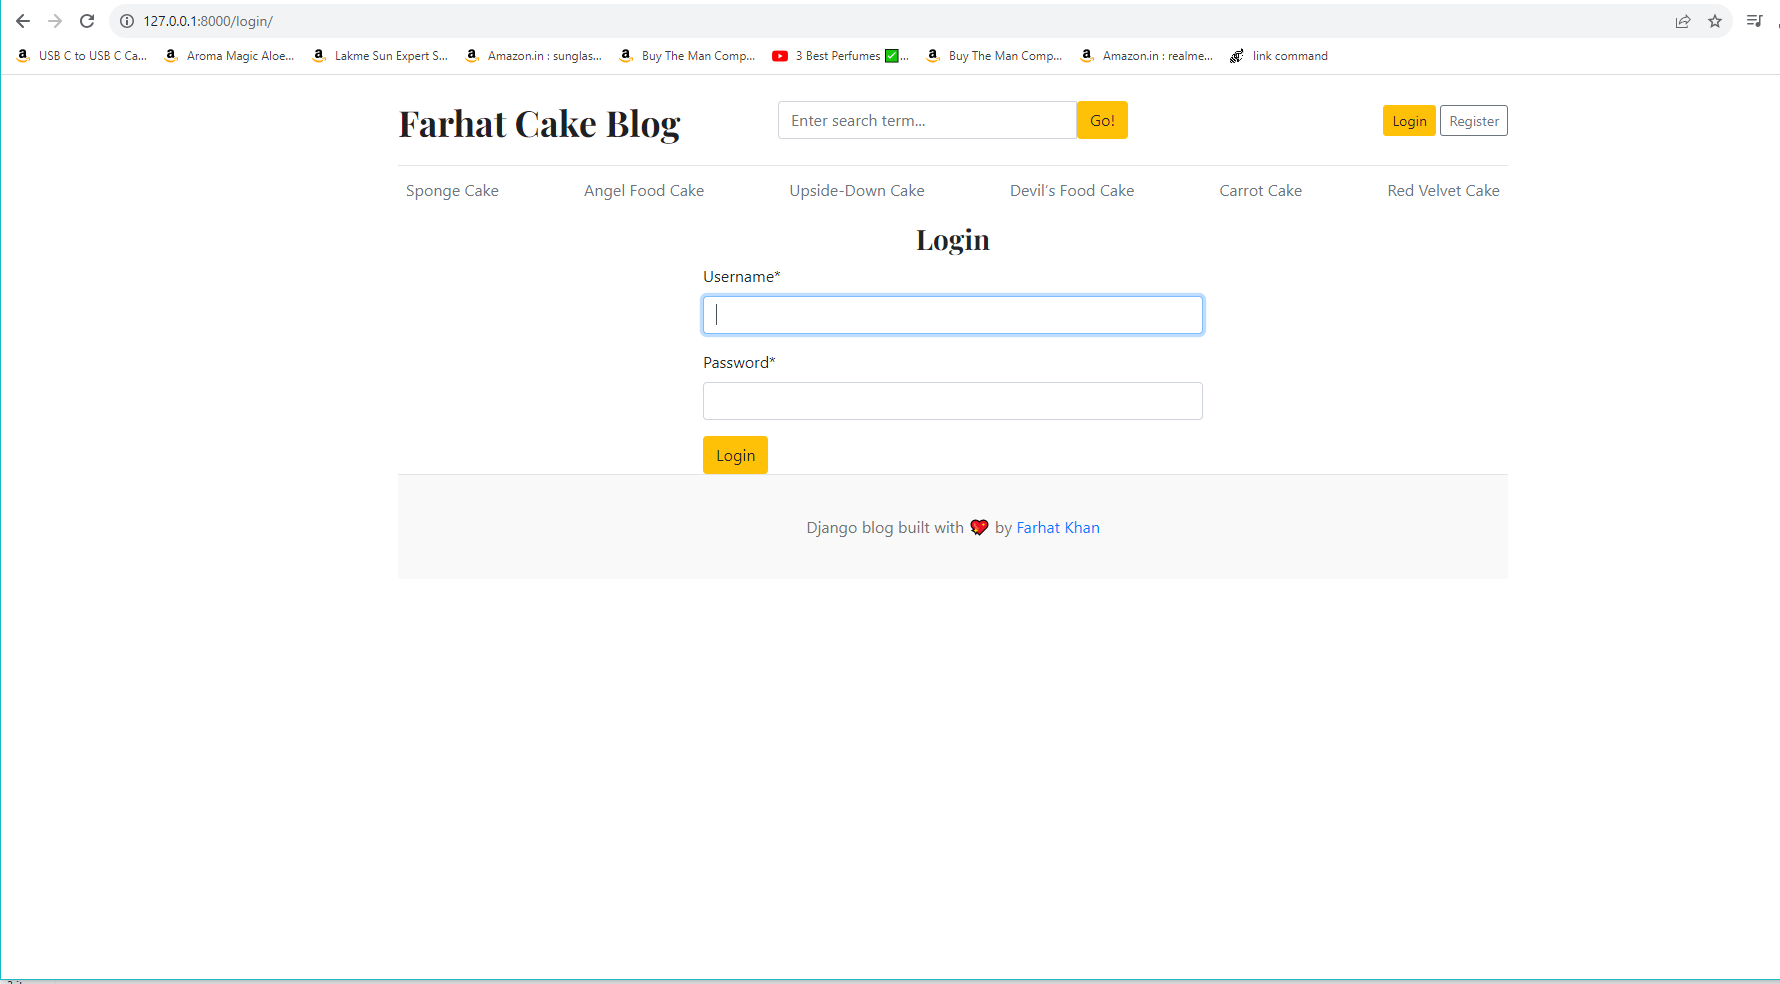 127.0.0.1:8000/login/
USB C to USB C Ca... Aroma Magic Aloe... Lakme Sun Expert S... Amazon.in : sunglas... Buy The Man Comp... 3 Best Perfumes ✅... Buy The Man Comp... Amazon.in : realme... link command
Farhat Cake Blog
Enter search term... Go!
Login Register
Sponge Cake Angel Food Cake Upside-Down Cake Devil’s Food Cake Carrot Cake Red Velvet Cake
Login
Username*
Password*
Login
Django blog built with 💖 by Farhat Khan